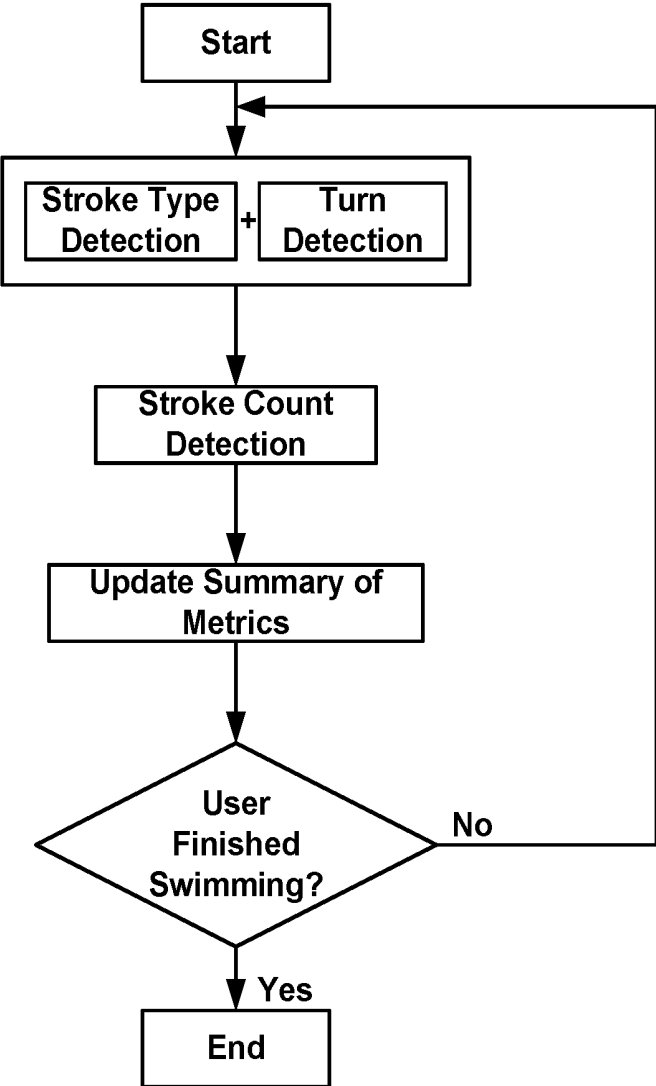 Start
Stroke Type
Detection
+
Turn
Detection
Stroke Count
Detection
Update Summary of
Metrics
User
Finished
Swimming?
No
Yes
End